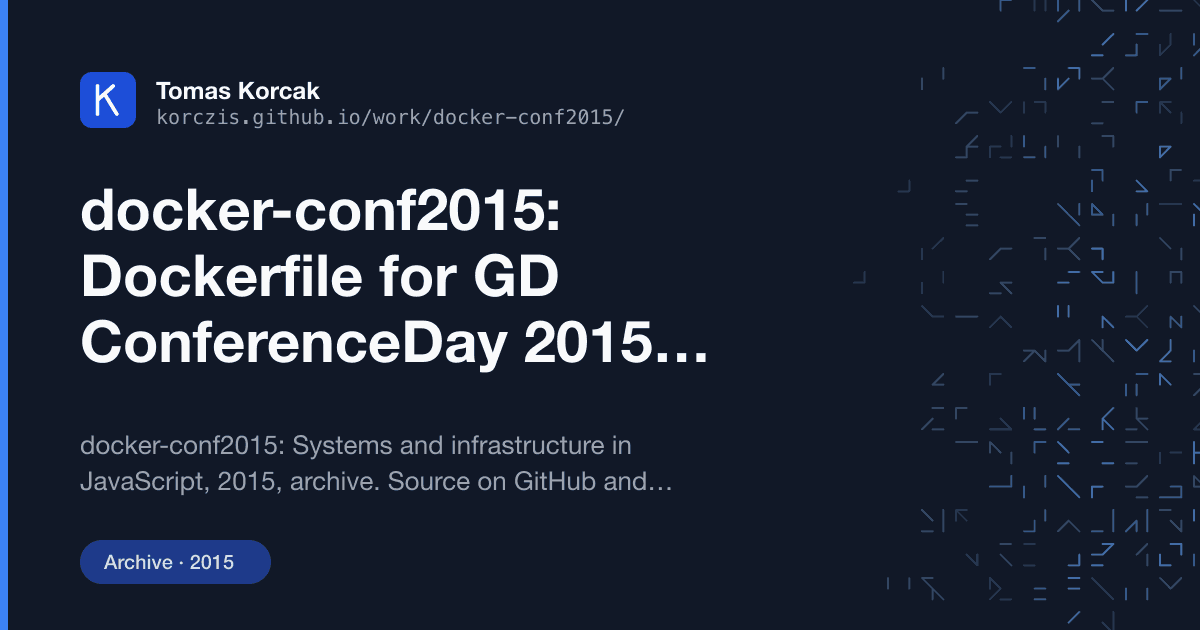 K
Tomas Korcak
korczis.github.io/work/docker-conf2015/
docker-conf2015:
Dockerfile for GD
ConferenceDay 2015…
docker-conf2015: Systems and infrastructure in
JavaScript, 2015, archive. Source on GitHub and…
Archive · 2015